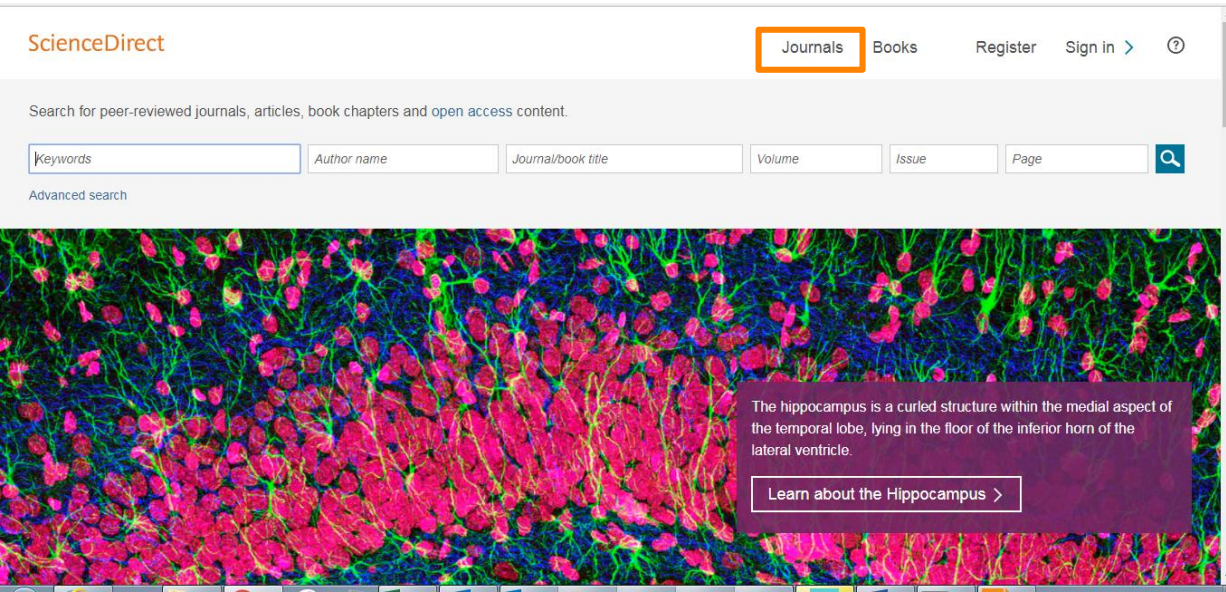 ScienceDirect
Journals Books Register Sign in > ?
Search for peer-reviewed journals, articles, book chapters and open access content.
Keywords Author name Journal/book title Volume Issue Page
Advanced search
The hippocampus is a curled structure within the medial aspect of
the temporal lobe, lying in the floor of the inferior horn of the
lateral ventricle.
Learn about the Hippocampus >